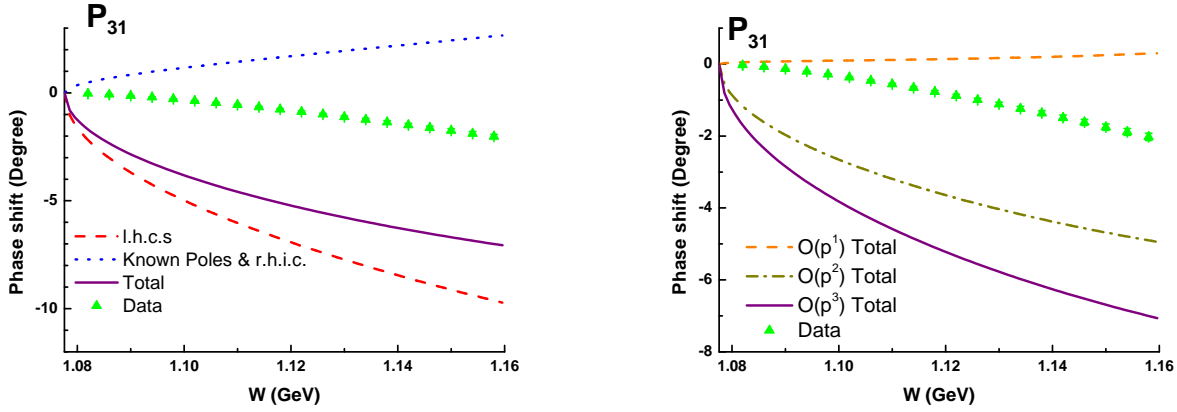 P31
Phase shift (Degree)
0
-5
-10
l.h.c.s
Known Poles & r.h.i.c.
Total
Data
1.08 1.10 1.12 1.14 1.16
W (GeV)
P31
Phase shift (Degree)
0
-2
-4
-6
-8
O(p¹) Total
O(p²) Total
O(p³) Total
Data
1.08 1.10 1.12 1.14 1.16
W (GeV)